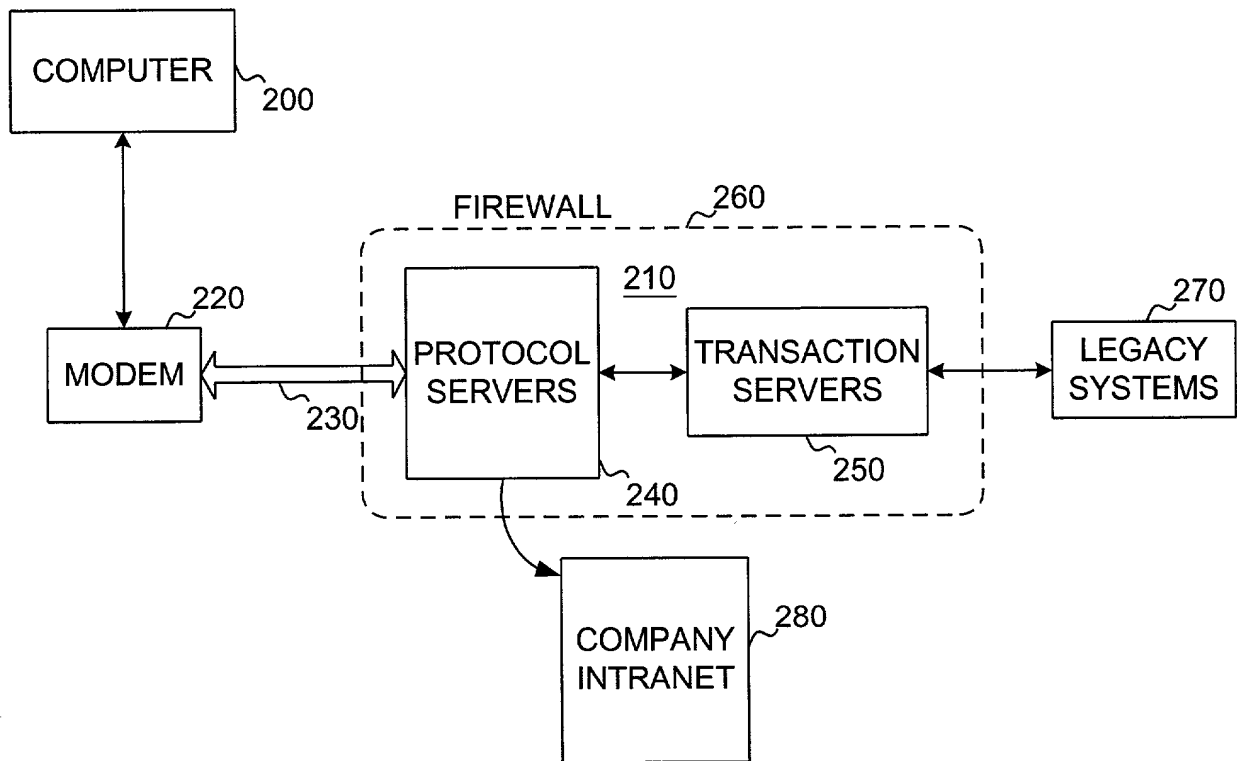 COMPUTER
200
FIREWALL
260
210
220
270
MODEM
PROTOCOL
SERVERS
TRANSACTION
SERVERS
LEGACY
SYSTEMS
230
240
250
COMPANY
INTRANET
280